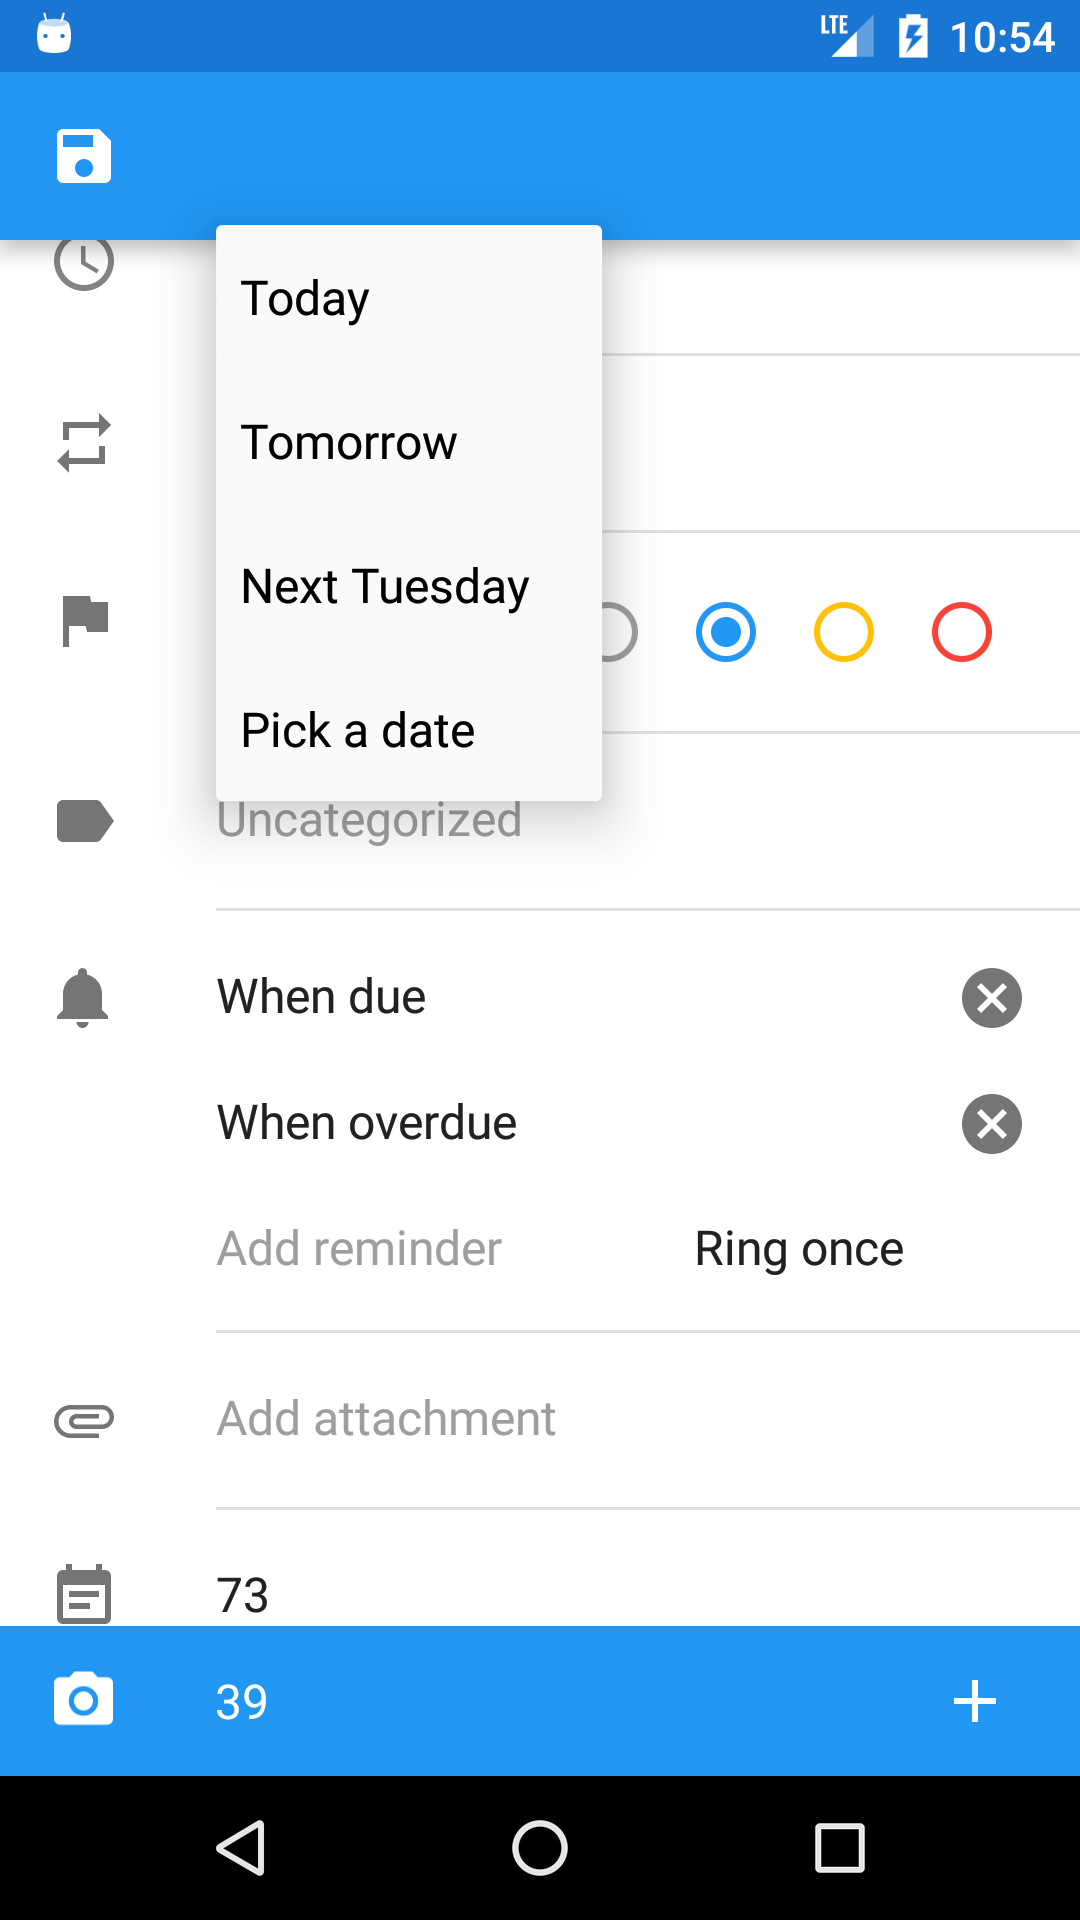 LTE 10:54
Today
Tomorrow
Next Tuesday
Pick a date
Uncategorized
When due
When overdue
Add reminder Ring once
Add attachment
73
39